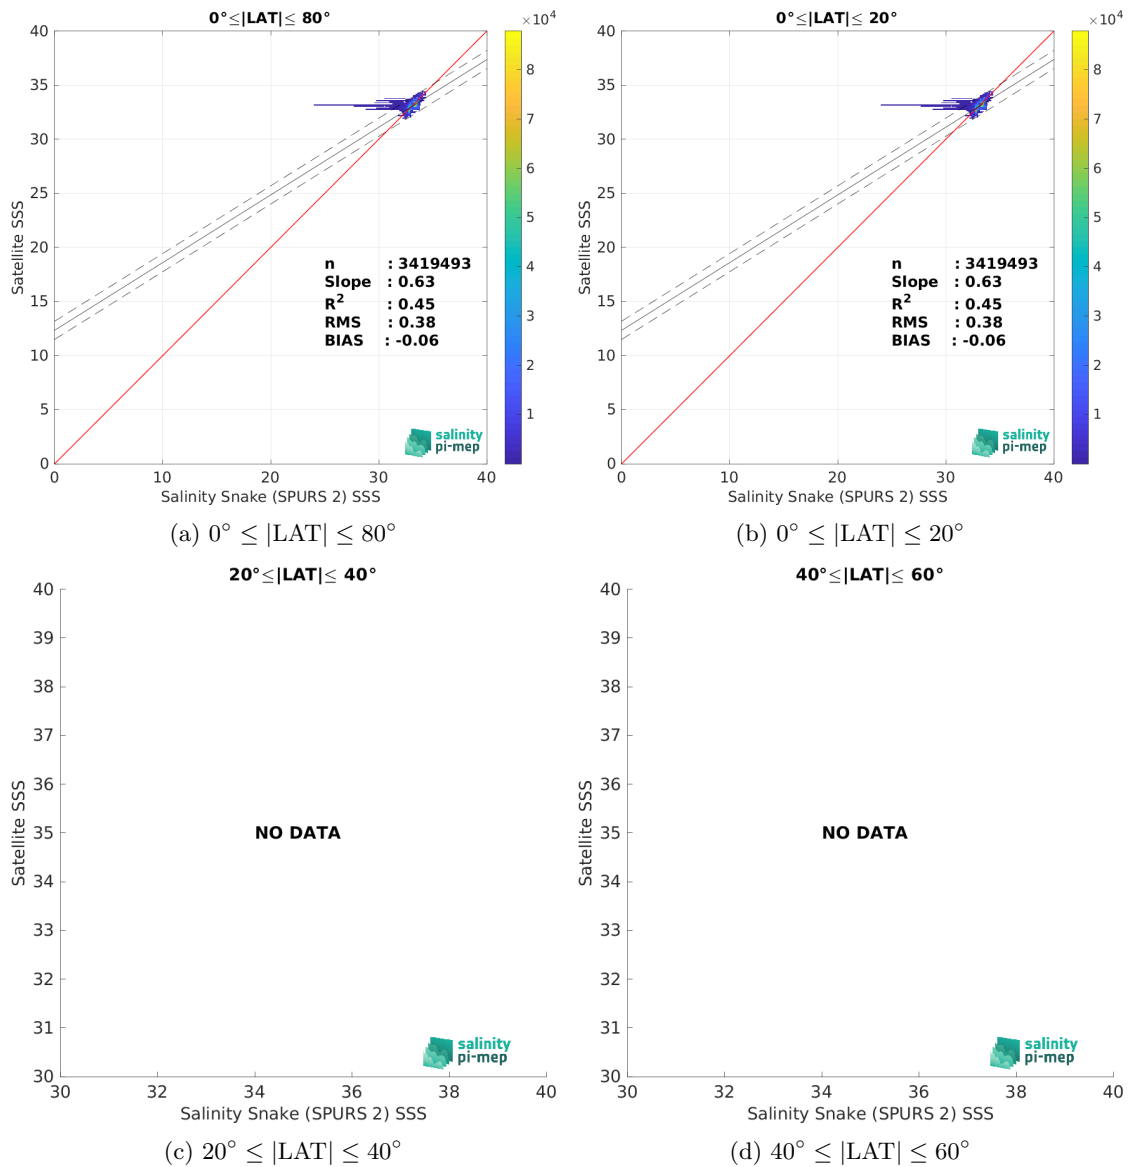 0°≤|LAT|≤ 80°
×10⁴
40
35
30
25
20
15
10
5
0
Satellite SSS
n : 3419493
Slope : 0.63
R² : 0.45
RMS : 0.38
BIAS : -0.06
salinity
pi-mep
8
7
6
5
4
3
2
1
0 10 20 30 40
Salinity Snake (SPURS 2) SSS
(a) 0° ≤ |LAT| ≤ 80°
0°≤|LAT|≤ 20°
×10⁴
40
35
30
25
20
15
10
5
0
Satellite SSS
n : 3419493
Slope : 0.63
R² : 0.45
RMS : 0.38
BIAS : -0.06
salinity
pi-mep
8
7
6
5
4
3
2
1
0 10 20 30 40
Salinity Snake (SPURS 2) SSS
(b) 0° ≤ |LAT| ≤ 20°
20°≤|LAT|≤ 40°
40
39
38
37
36
35
34
33
32
31
30
Satellite SSS
NO DATA
salinity
pi-mep
30 32 34 36 38 40
Salinity Snake (SPURS 2) SSS
(c) 20° ≤ |LAT| ≤ 40°
40°≤|LAT|≤ 60°
40
39
38
37
36
35
34
33
32
31
30
Satellite SSS
NO DATA
salinity
pi-mep
30 32 34 36 38 40
Salinity Snake (SPURS 2) SSS
(d) 40° ≤ |LAT| ≤ 60°